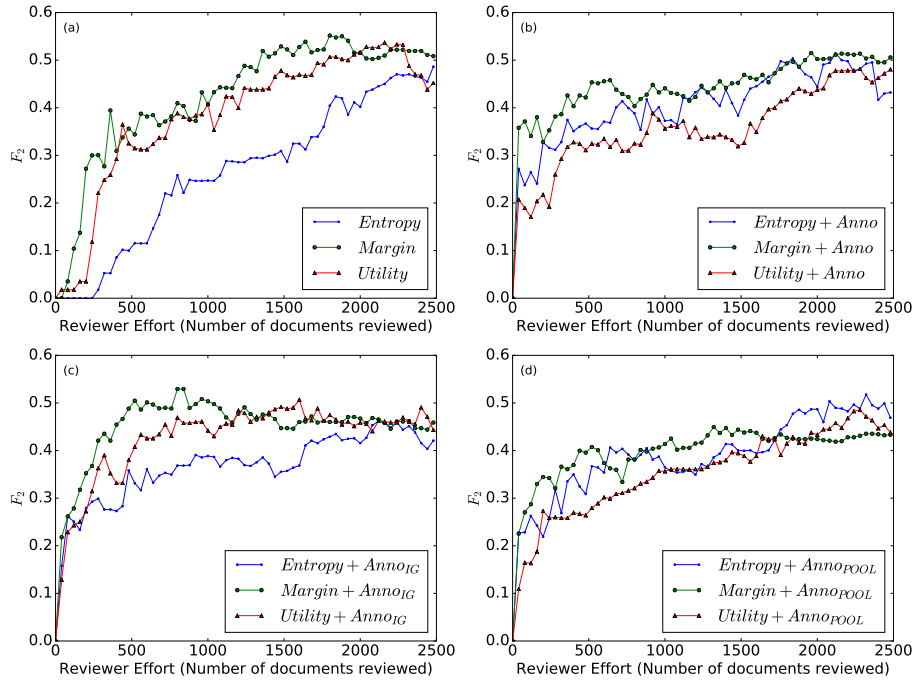 (a)
0.6
0.5
0.4
0.3
0.2
0.1
0.0
F2
Entropy
Margin
Utility
0 500 1000 1500 2000 2500
Reviewer Effort (Number of documents reviewed)
(b)
0.6
0.5
0.4
0.3
0.2
0.1
0.0
F2
Entropy + Anno
Margin + Anno
Utility + Anno
0 500 1000 1500 2000 2500
Reviewer Effort (Number of documents reviewed)
(c)
0.6
0.5
0.4
0.3
0.2
0.1
0.0
F2
Entropy + AnnoIG
Margin + AnnoIG
Utility + AnnoIG
0 500 1000 1500 2000 2500
Reviewer Effort (Number of documents reviewed)
(d)
0.6
0.5
0.4
0.3
0.2
0.1
0.0
F2
Entropy + AnnoPOOL
Margin + AnnoPOOL
Utility + AnnoPOOL
0 500 1000 1500 2000 2500
Reviewer Effort (Number of documents reviewed)